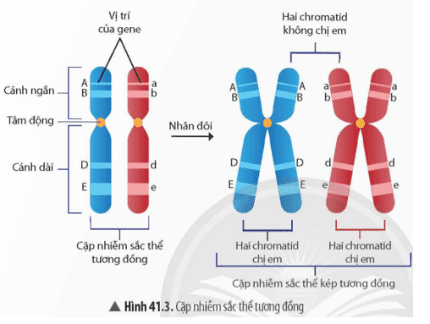 Vị trí
của gene
Hai chromatid
không chị em
Cánh ngắn
A
B
a
b
A
B
A
B
a
b
a
b
Tâm động
Nhân đôi
Cánh dài
D
E
d
e
D
E
D
E
d
e
d
e
Cặp nhiễm sắc thể
tương đồng
Hai chromatid
chị em
Hai chromatid
chị em
Cặp nhiễm sắc thể kép tương đồng
▲ Hình 41.3. Cặp nhiễm sắc thể tương đồng